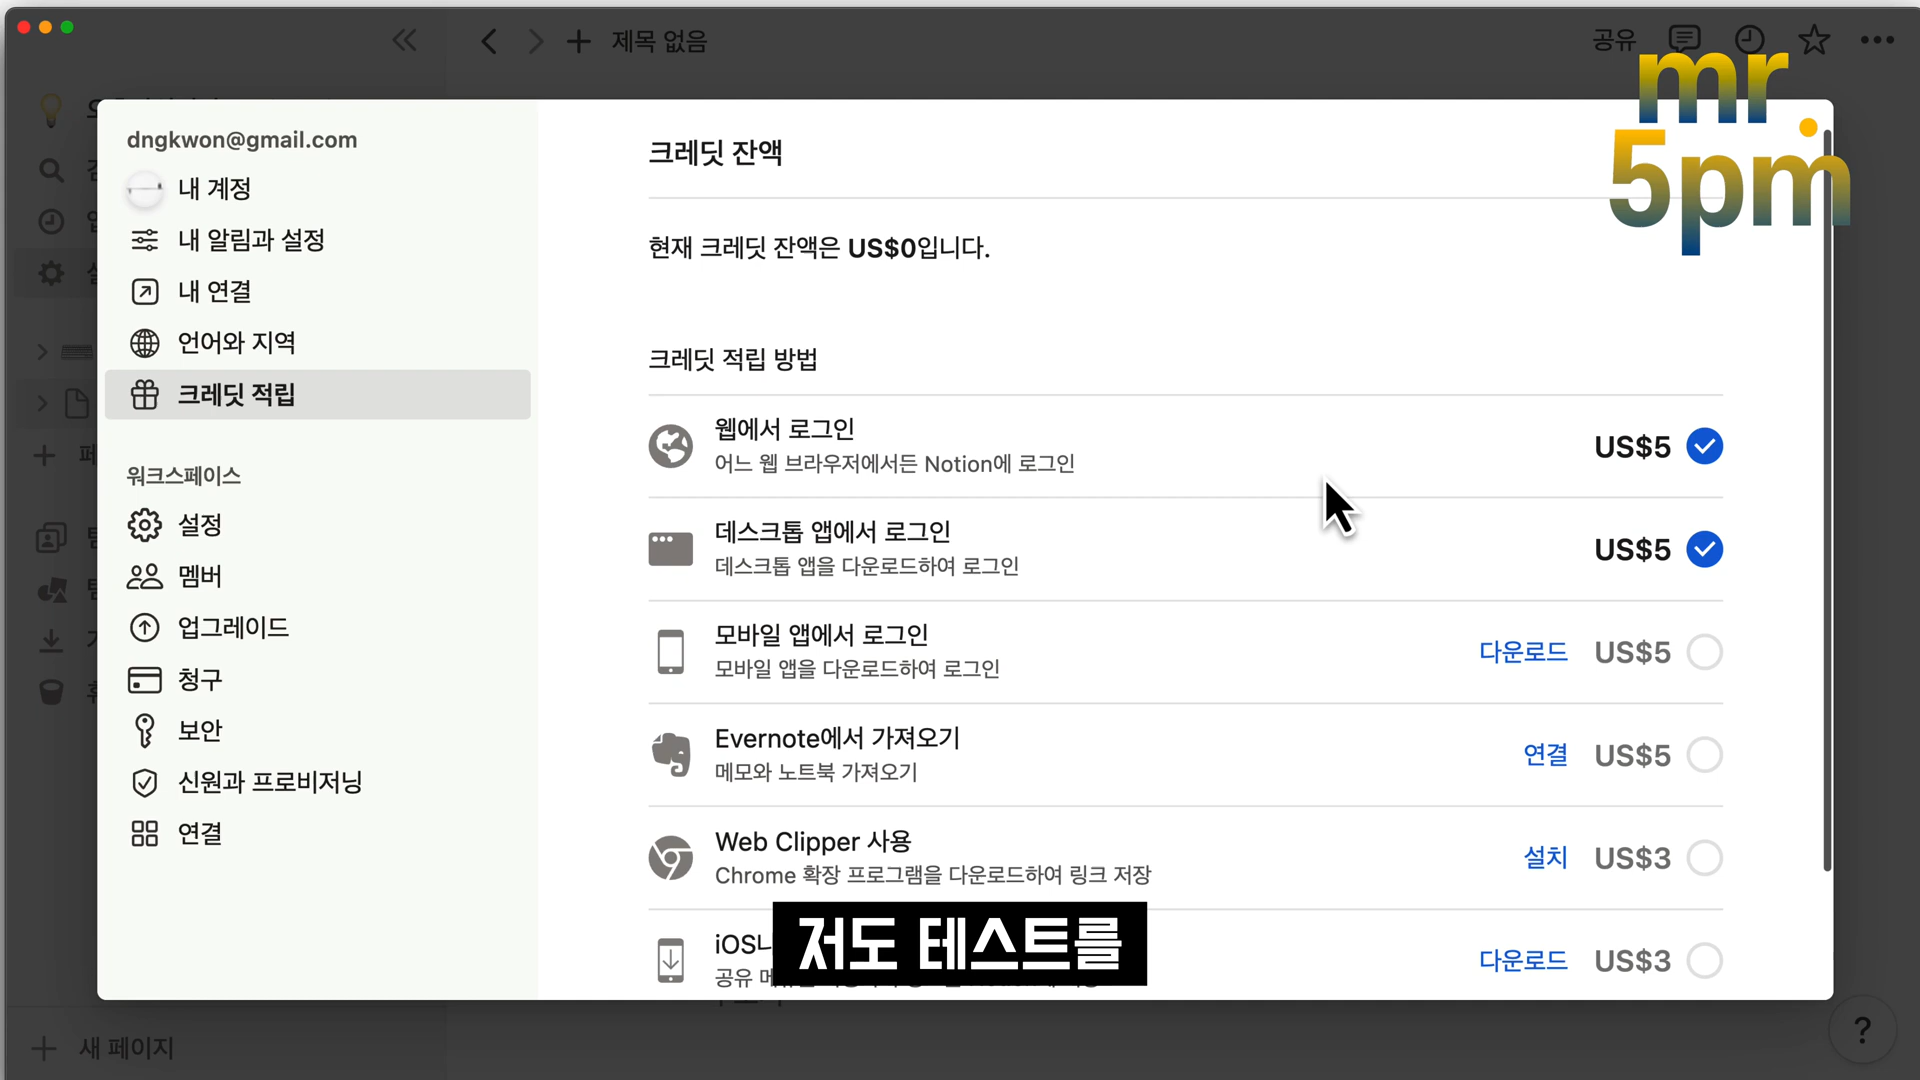 제목 없음
공유
mr.
5pm
dngkwon@gmail.com
내 계정
내 알림과 설정
내 연결
언어와 지역
크레딧 적립
워크스페이스
설정
멤버
업그레이드
청구
보안
신원과 프로비저닝
연결
크레딧 잔액
현재 크레딧 잔액은 US$0입니다.
크레딧 적립 방법
웹에서 로그인
어느 웹 브라우저에서든 Notion에 로그인
US$5
데스크톱 앱에서 로그인
데스크톱 앱을 다운로드하여 로그인
US$5
모바일 앱에서 로그인
모바일 앱을 다운로드하여 로그인
다운로드 US$5
Evernote에서 가져오기
메모와 노트북 가져오기
연결 US$5
Web Clipper 사용
Chrome 확장 프로그램을 다운로드하여 링크 저장
설치 US$3
공유
다운로드 US$3
저도 테스트를
새 페이지
?